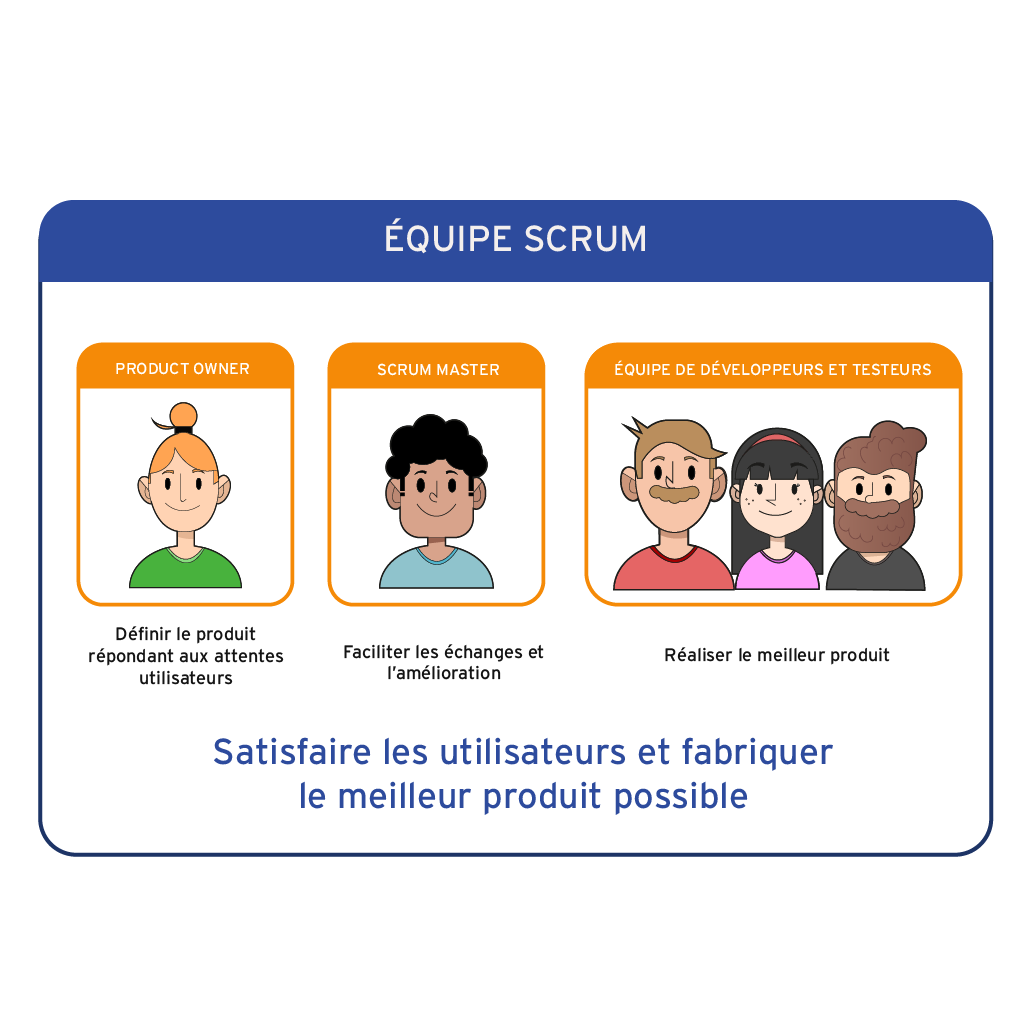 ÉQUIPE SCRUM
PRODUCT OWNER
SCRUM MASTER
ÉQUIPE DE DÉVELOPPEURS ET TESTEURS
Définir le produit
répondant aux attentes
utilisateurs
Faciliter les échanges et
l'amélioration
Réaliser le meilleur produit
Satisfaire les utilisateurs et fabriquer
le meilleur produit possible